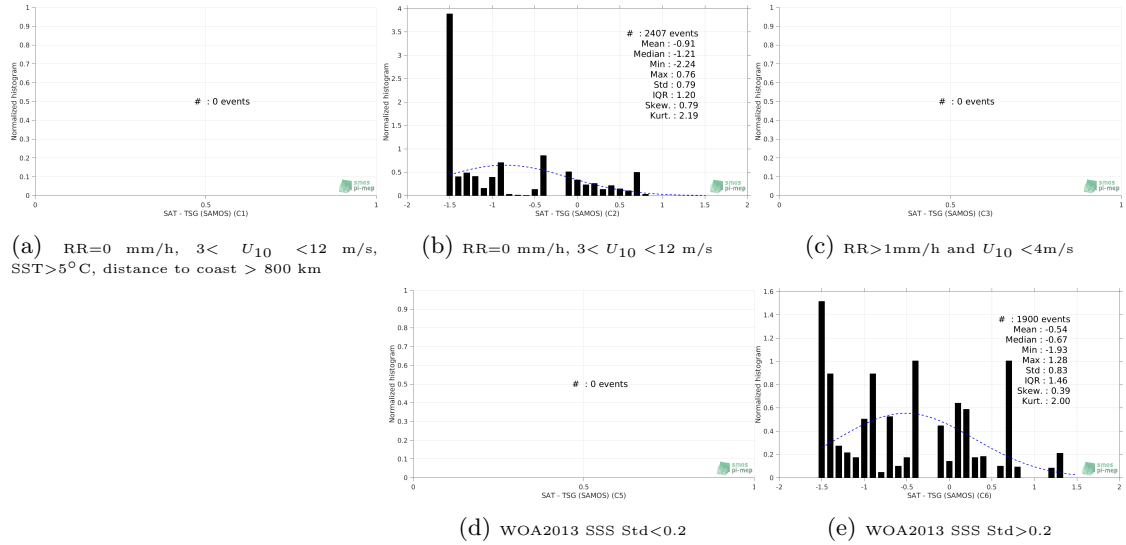 1
0.9
0.8
0.7
0.6
0.5
0.4
0.3
0.2
0.1
0
Normalized histogram
# : 0 events
smos
pi-mep
0 0.5 1
SAT - TSG (SAMOS) (C1)
4
3.5
3
2.5
2
1.5
1
0.5
0
Normalized histogram
# : 2407 events
Mean : -0.91
Median : -1.21
Min : -2.24
Max : 0.76
Std : 0.79
IQR : 1.20
Skew. : 0.79
Kurt. : 2.19
smos
pi-mep
-2 -1.5 -1 -0.5 0 0.5 1 1.5 2
SAT - TSG (SAMOS) (C2)
1
0.9
0.8
0.7
0.6
0.5
0.4
0.3
0.2
0.1
0
Normalized histogram
# : 0 events
smos
pi-mep
0 0.5 1
SAT - TSG (SAMOS) (C3)
(a) RR=0 mm/h, 3< U10 <12 m/s,
SST>5°C, distance to coast > 800 km
(b) RR=0 mm/h, 3< U10 <12 m/s
(c) RR>1mm/h and U10 <4m/s
1
0.9
0.8
0.7
0.6
0.5
0.4
0.3
0.2
0.1
0
Normalized histogram
# : 0 events
smos
pi-mep
0 0.5 1
SAT - TSG (SAMOS) (C5)
1.6
1.4
1.2
1
0.8
0.6
0.4
0.2
0
Normalized histogram
# : 1900 events
Mean : -0.54
Median : -0.67
Min : -1.93
Max : 1.28
Std : 0.83
IQR : 1.46
Skew. : 0.39
Kurt. : 2.00
smos
pi-mep
-2 -1.5 -1 -0.5 0 0.5 1 1.5 2
SAT - TSG (SAMOS) (C6)
(d) WOA2013 SSS Std<0.2
(e) WOA2013 SSS Std>0.2